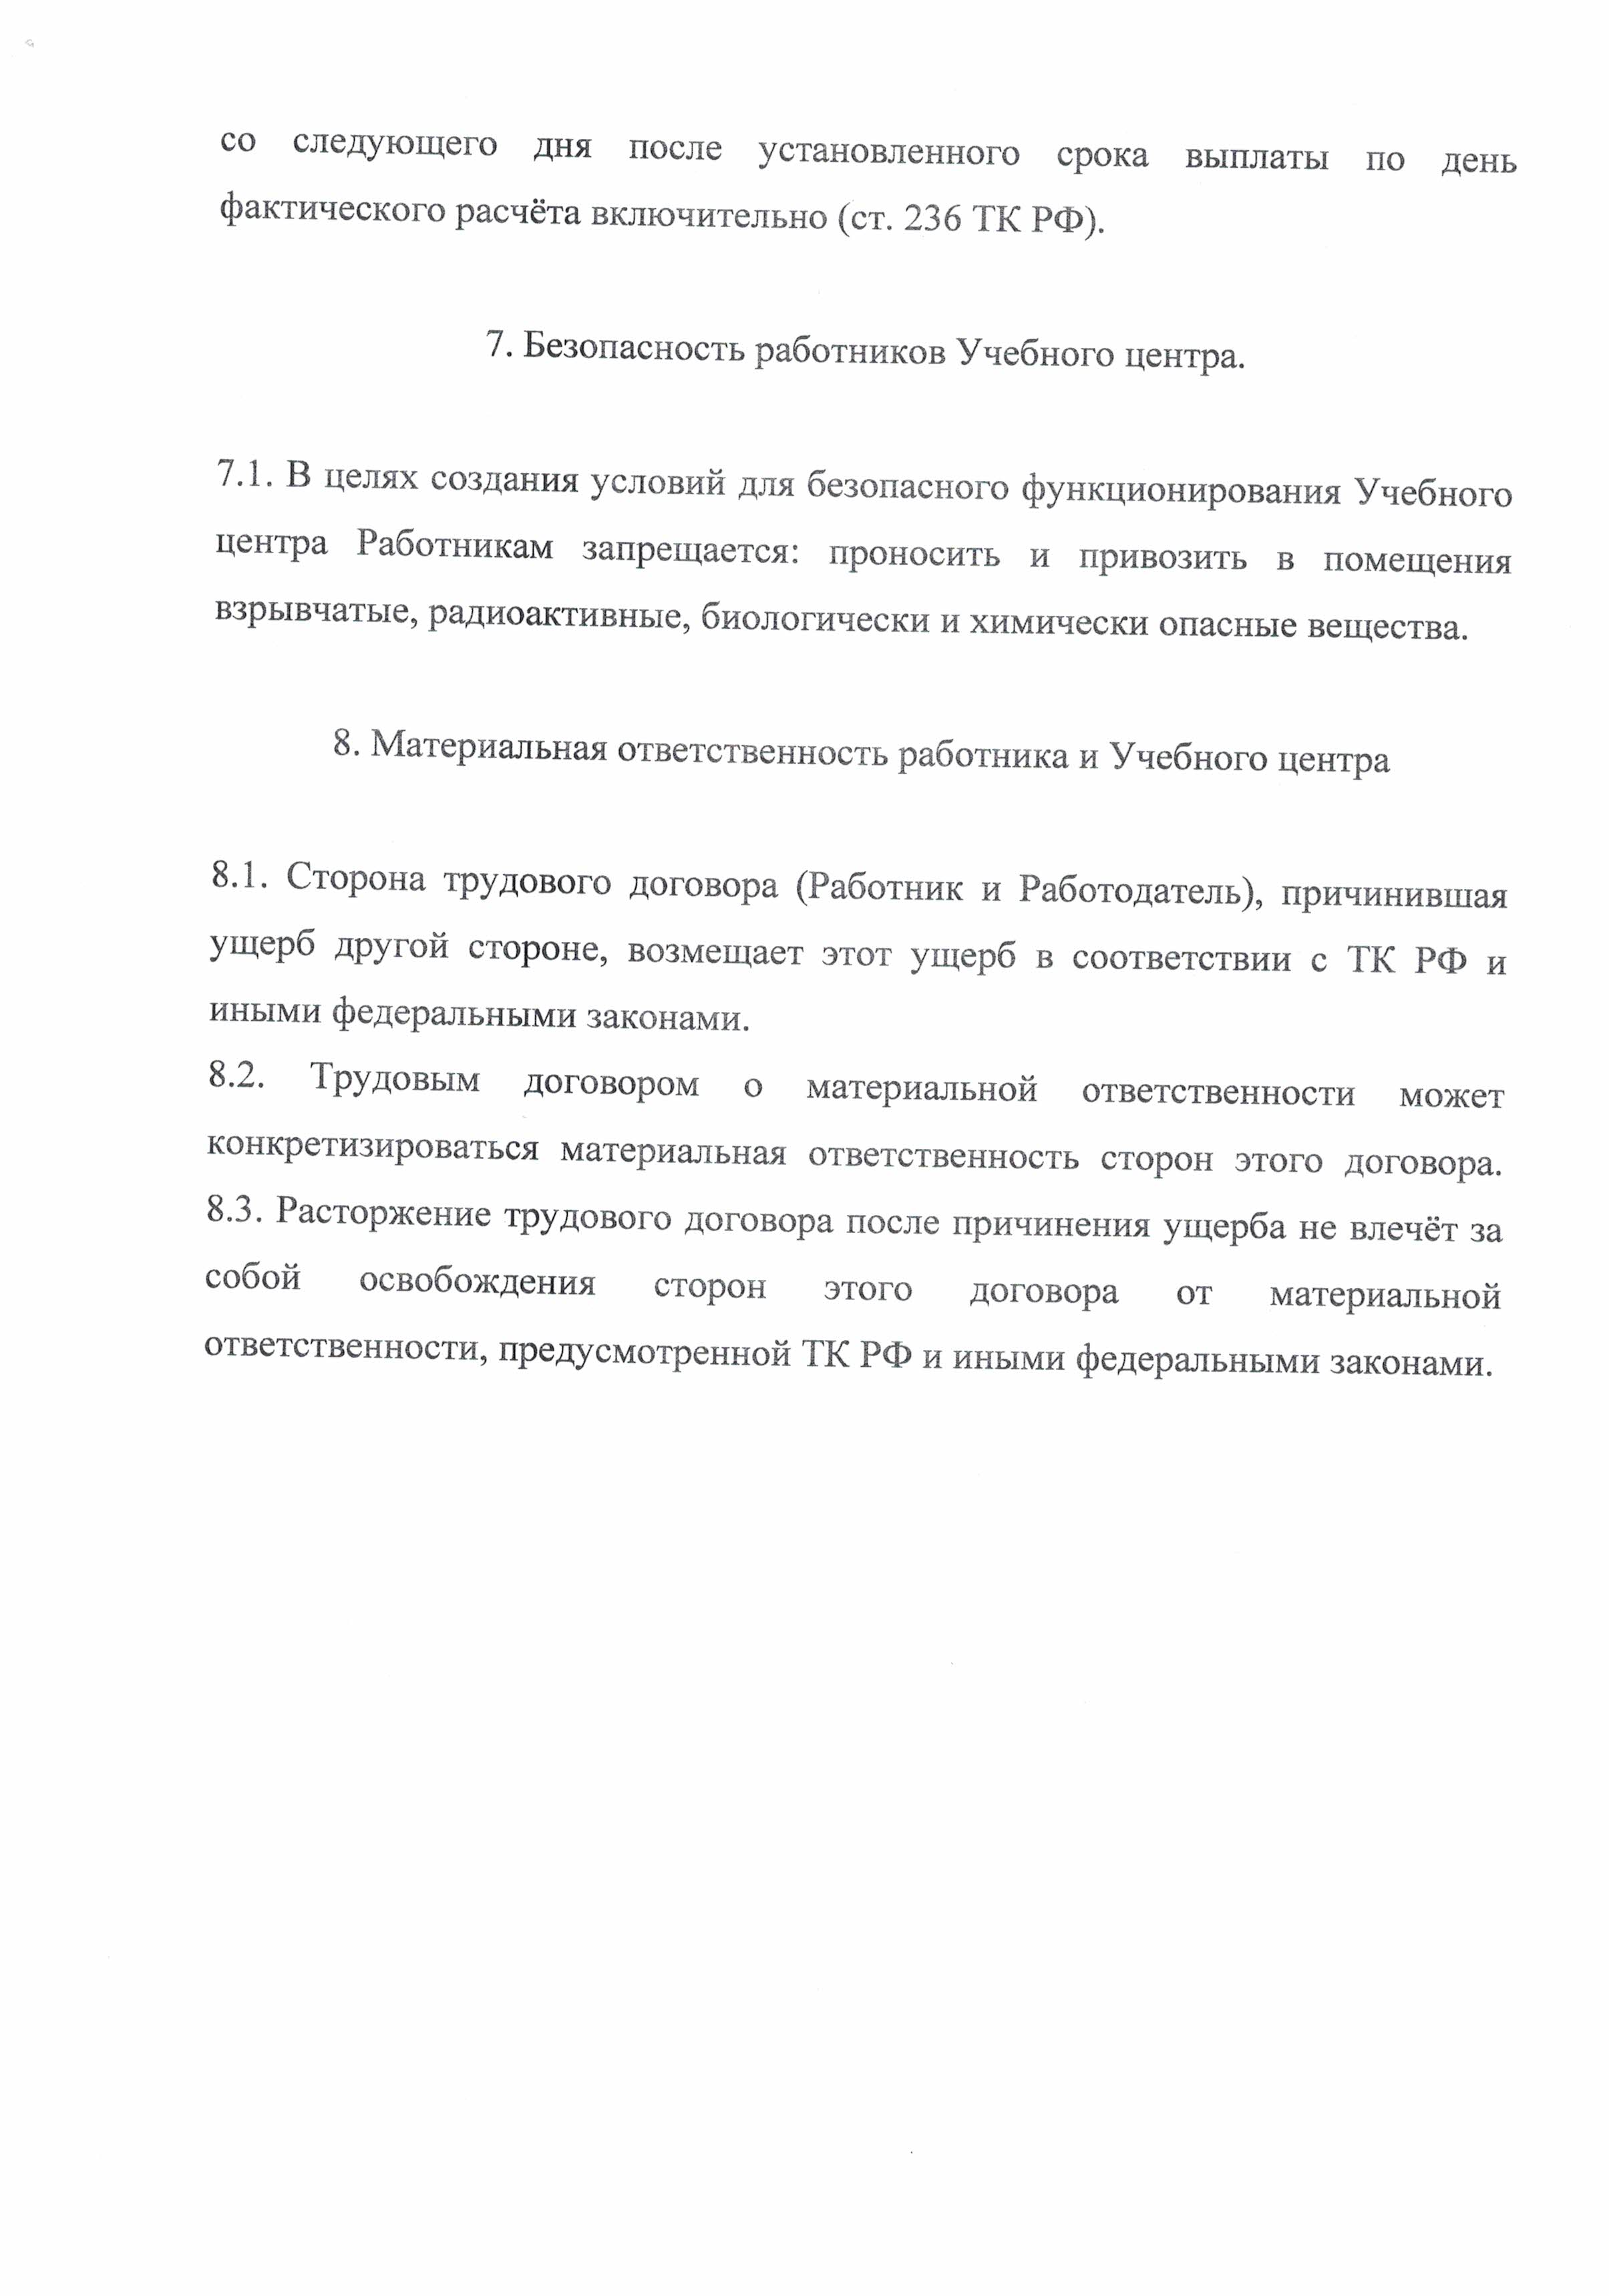 со следующего дня после установленного срока выплаты по день
фактического расчёта включительно (ст. 236 ТК РФ).
7. Безопасность работников Учебного центра.
7.1. В целях создания условий для безопасного функционирования Учебного
центра Работникам запрещается: проносить и привозить в помещения
взрывчатые, радиоактивные, биологически и химически опасные вещества.
8. Материальная ответственность работника и Учебного центра
8.1. Сторона трудового договора (Работник и Работодатель), причинившая
ущерб другой стороне, возмещает этот ущерб в соответствии с ТК РФ и
иными федеральными законами.
8.2. Трудовым договором о материальной ответственности может
конкретизироваться материальная ответственность сторон этого договора.
8.3. Расторжение трудового договора после причинения ущерба не влечёт за
собой освобождения сторон этого договора от материальной
ответственности, предусмотренной ТК РФ и иными федеральными законами.